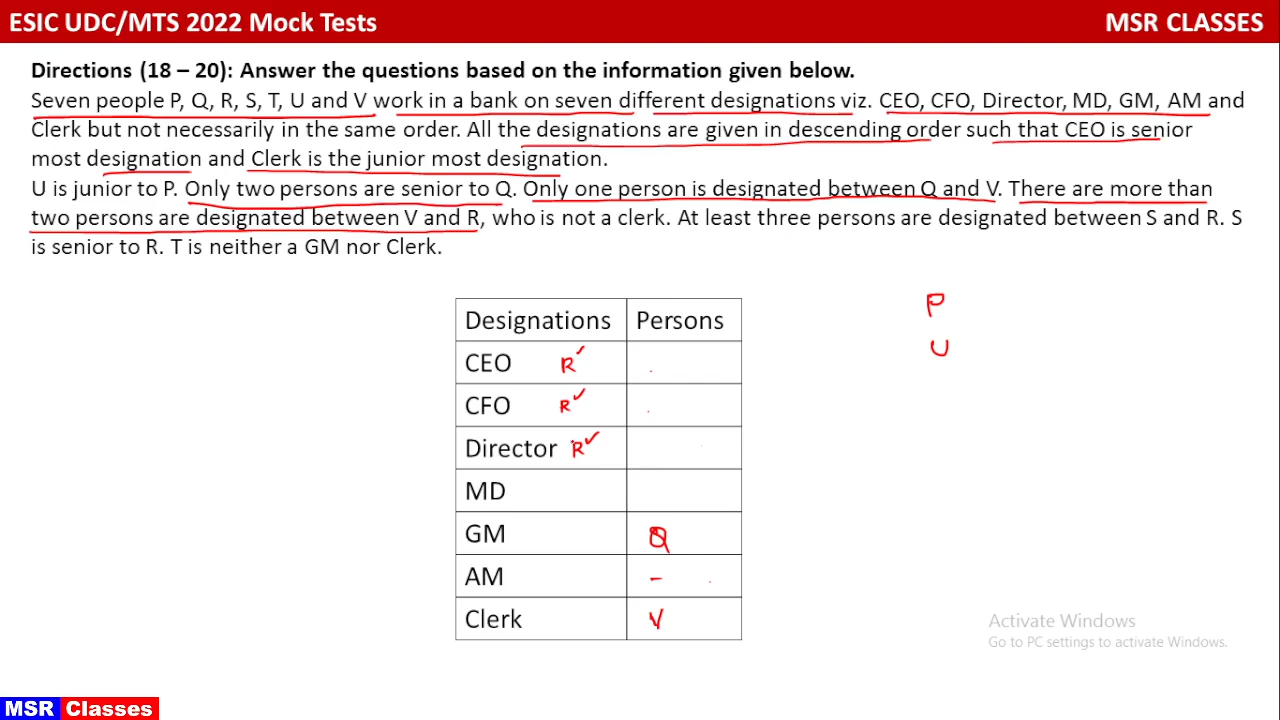 ESIC UDC/MTS 2022 Mock Tests MSR CLASSES
Directions (18 – 20): Answer the questions based on the information given below.
Seven people P, Q, R, S, T, U and V work in a bank on seven different designations viz. CEO, CFO, Director, MD, GM, AM and
Clerk but not necessarily in the same order. All the designations are given in descending order such that CEO is senior
most designation and Clerk is the junior most designation.
U is junior to P. Only two persons are senior to Q. Only one person is designated between Q and V. There are more than
two persons are designated between V and R, who is not a clerk. At least three persons are designated between S and R. S
is senior to R. T is neither a GM nor Clerk.
P
U
Designations Persons
CEO R ✓
CFO R ✓
Director R ✓
MD
GM Q
AM –
Clerk V
Activate Windows
Go to PC settings to activate Windows.
MSR Classes